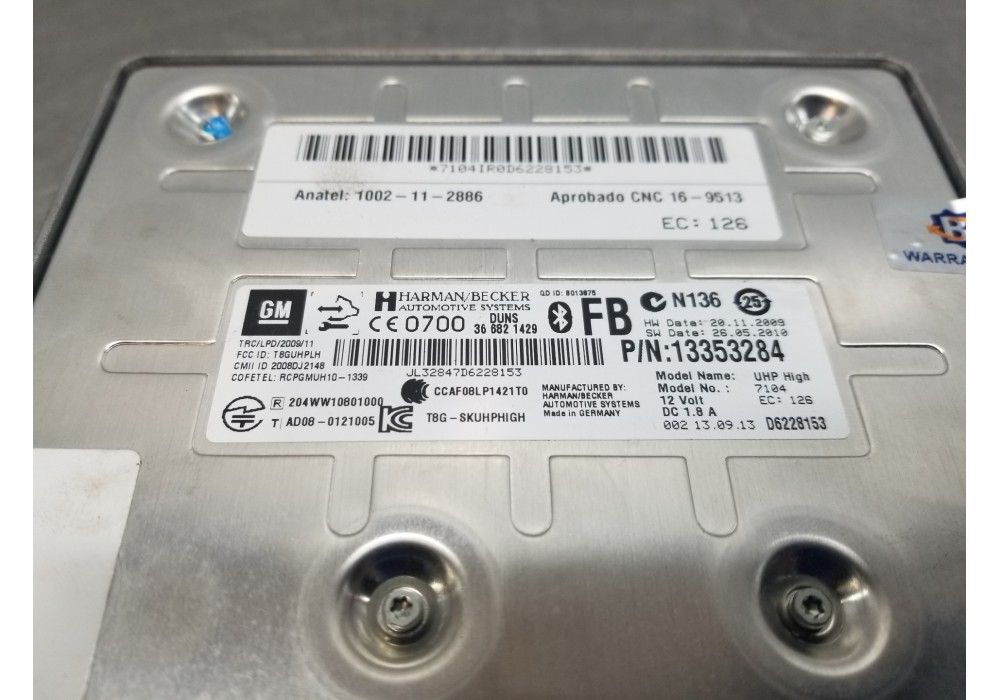 *7104IR0D6228153*
Anatel: 1002-11-2886 Aprobado CNC 16-9513
EC: 126
WARRA
GM HARMAN/BECKER
AUTOMOTIVE SYSTEMS
QD ID: B013875
FB N136 25
CE 0700 DUNS
36 682 1429
HW Date: 20.11.2009
SW Date: 26.05.2010
P/N:13353284
TRC/LPD/2009/11
FCC ID: T8GUHPLH
CMII ID 2008DJ2148
COFETEL: RCPGMUH10-1339
JL32847D6228153
CCAF08LP1421T0
MANUFACTURED BY:
HARMAN/BECKER
AUTOMOTIVE SYSTEMS
Made in GERMANY
Model Name: UHP High
Model No.: 7104
12 Volt EC: 126
DC 1.8 A
002 13.09.13 D6228153
R 204WW10801000
T AD08-0121005
T8G-SKUHPHIGH